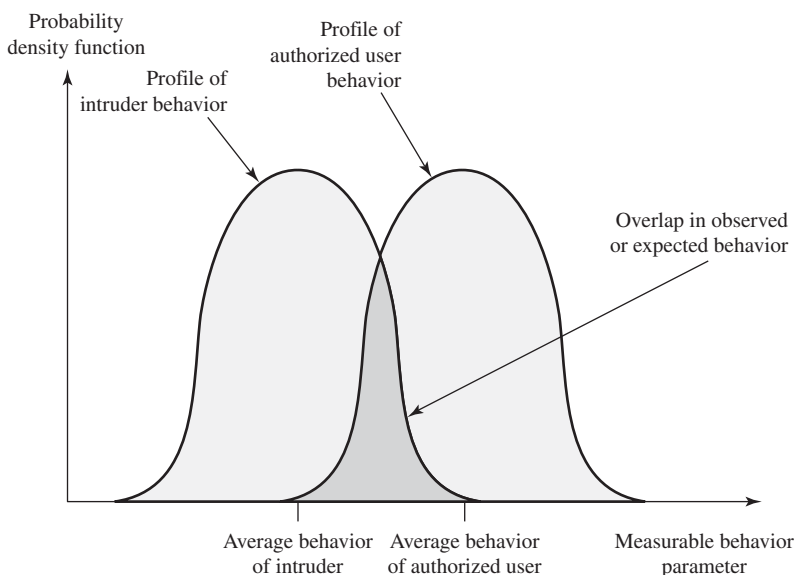 Probability
density function
Profile of
intruder behavior
Profile of
authorized user
behavior
Overlap in observed
or expected behavior
Average behavior
of intruder
Average behavior
of authorized user
Measurable behavior
parameter